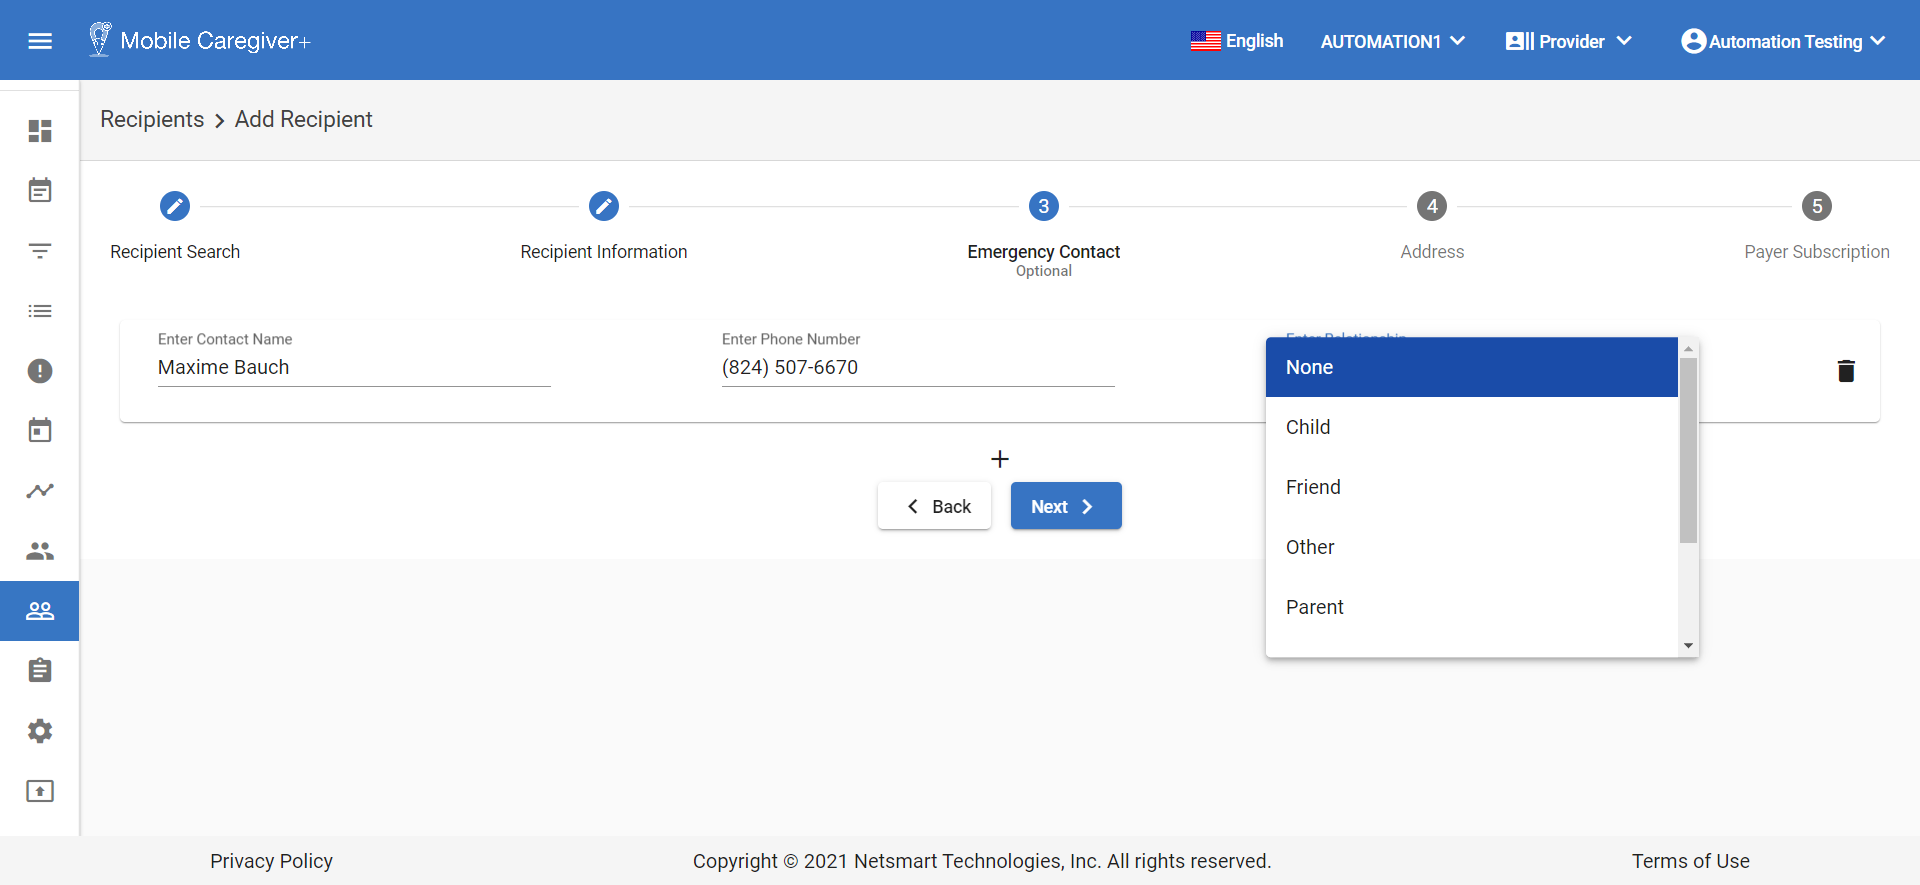 Mobile Caregiver+
English
AUTOMATION1
Provider
Automation Testing
Recipients > Add Recipient
3
4
5
Recipient Search
Recipient Information
Emergency Contact
Optional
Address
Payer Subscription
Enter Contact Name
Maxime Bauch
Enter Phone Number
(824) 507-6670
Enter Relationship
None
Child
Friend
Other
Parent
+
Back
Next
Privacy Policy
Copyright © 2021 Netsmart Technologies, Inc. All rights reserved.
Terms of Use